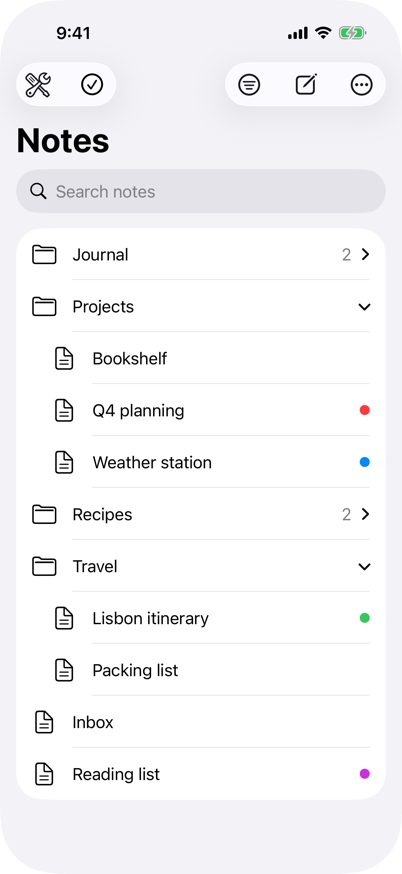 9:41
Notes
Search notes
Journal 2
Projects
Bookshelf
Q4 planning
Weather station
Recipes 2
Travel
Lisbon itinerary
Packing list
Inbox
Reading list